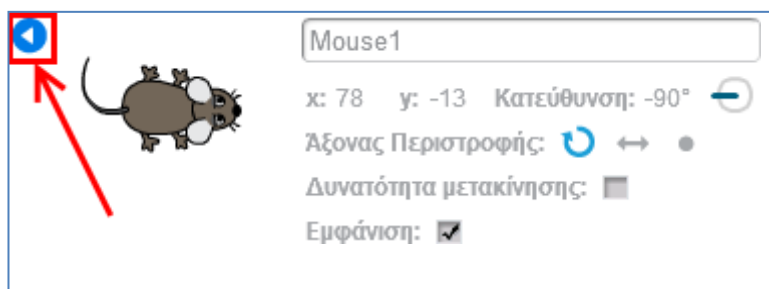 Mouse1
x: 78 y: -13 Κατεύθυνση: -90°
Άξονας Περιστροφής:
Δυνατότητα μετακίνησης:
Εμφάνιση: